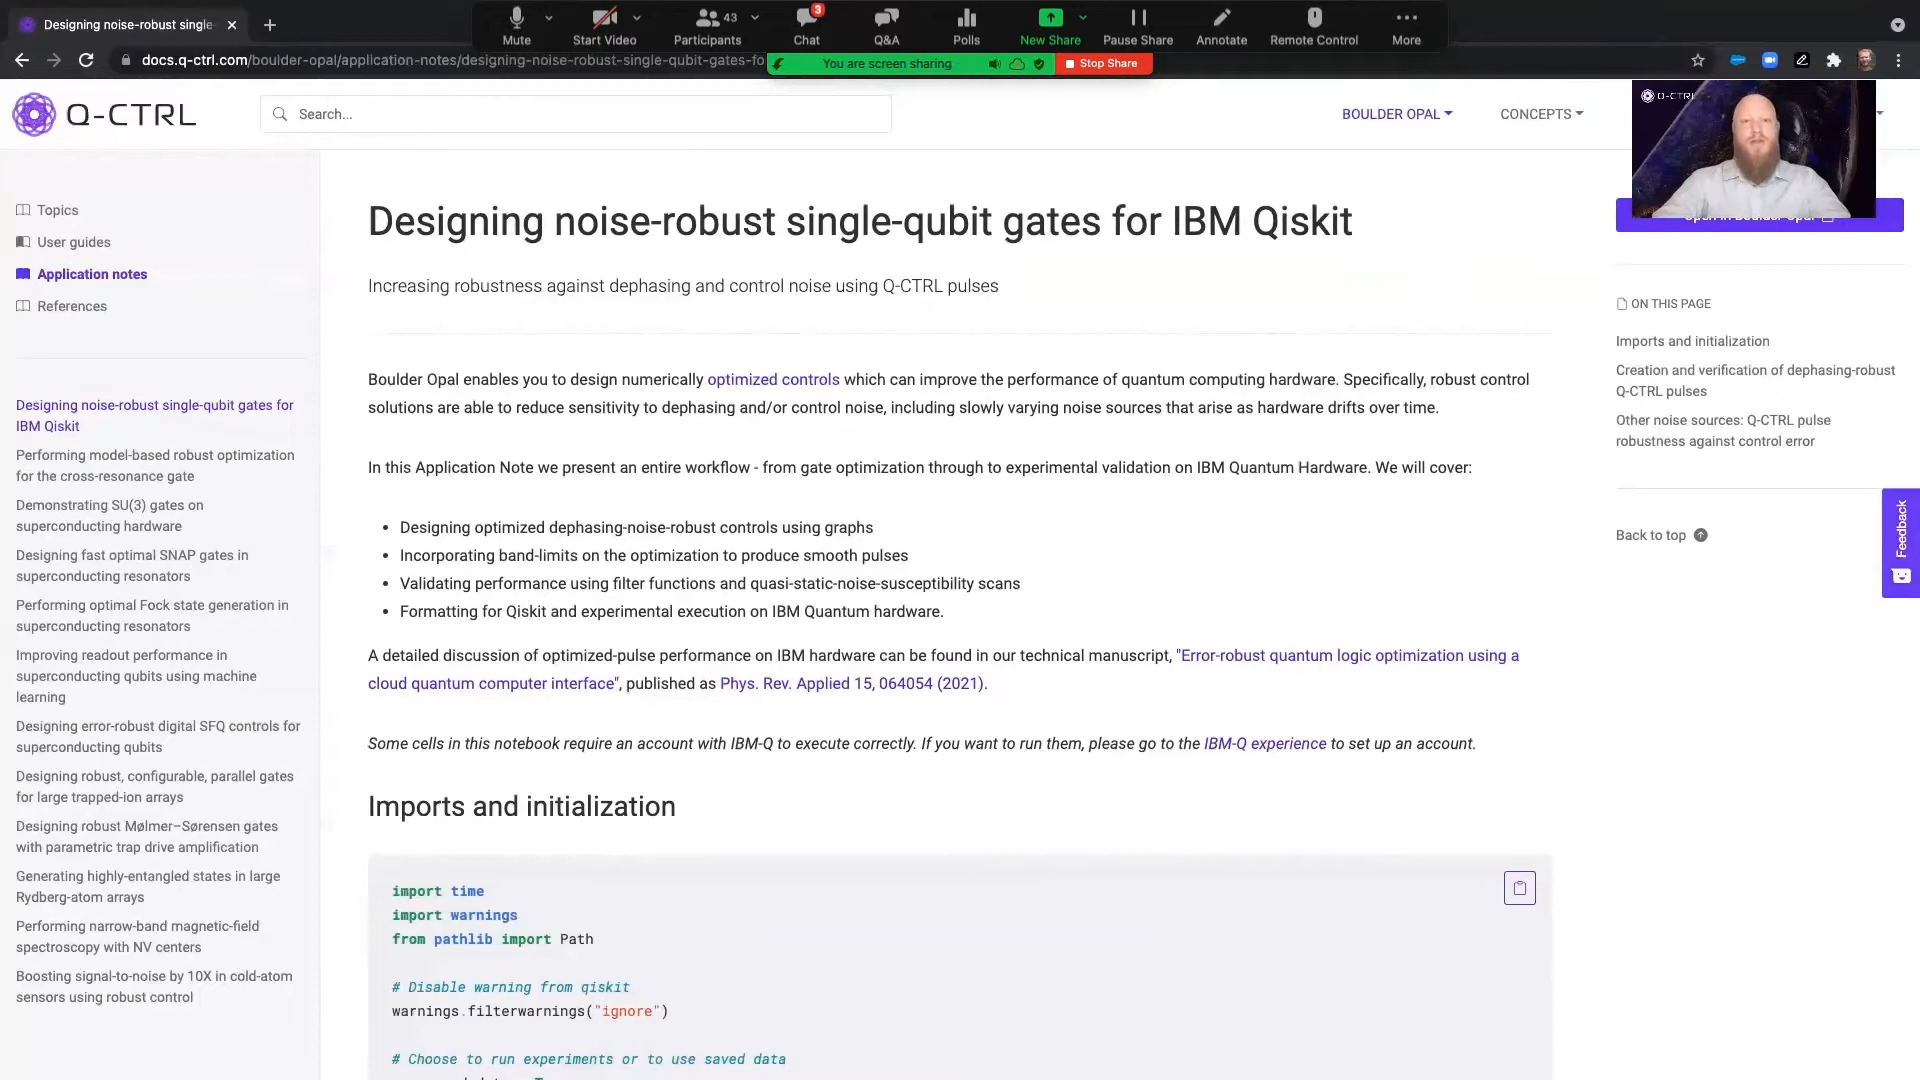 Designing noise-robust single-
Mute
Start Video
43
Participants
3
Chat
Q&A
Polls
New Share
Pause Share
Annotate
Remote Control
More
docs.q-ctrl.com/boulder-opal/application-notes/designing-noise-robust-single-qubit-gates-fo
You are screen sharing
Stop Share
Q-CTRL
Search...
BOULDER OPAL
CONCEPTS
Q-CTRL
Topics
User guides
Application notes
References
Designing noise-robust single-qubit gates for
IBM Qiskit
Performing model-based robust optimization
for the cross-resonance gate
Demonstrating SU(3) gates on
superconducting hardware
Designing fast optimal SNAP gates in
superconducting resonators
Performing optimal Fock state generation in
superconducting resonators
Improving readout performance in
superconducting qubits using machine
learning
Designing error-robust digital SFQ controls for
superconducting qubits
Designing robust, configurable, parallel gates
for large trapped-ion arrays
Designing robust Mølmer–Sørensen gates
with parametric trap drive amplification
Generating highly-entangled states in large
Rydberg-atom arrays
Performing narrow-band magnetic-field
spectroscopy with NV centers
Boosting signal-to-noise by 10X in cold-atom
sensors using robust control
Designing noise-robust single-qubit gates for IBM Qiskit
Increasing robustness against dephasing and control noise using Q-CTRL pulses
Boulder Opal enables you to design numerically optimized controls which can improve the performance of quantum computing hardware. Specifically, robust control
solutions are able to reduce sensitivity to dephasing and/or control noise, including slowly varying noise sources that arise as hardware drifts over time.
In this Application Note we present an entire workflow - from gate optimization through to experimental validation on IBM Quantum Hardware. We will cover:
• Designing optimized dephasing-noise-robust controls using graphs
• Incorporating band-limits on the optimization to produce smooth pulses
• Validating performance using filter functions and quasi-static-noise-susceptibility scans
• Formatting for Qiskit and experimental execution on IBM Quantum hardware.
A detailed discussion of optimized-pulse performance on IBM hardware can be found in our technical manuscript, "Error-robust quantum logic optimization using a
cloud quantum computer interface", published as Phys. Rev. Applied 15, 064054 (2021).
Some cells in this notebook require an account with IBM-Q to execute correctly. If you want to run them, please go to the IBM-Q experience to set up an account.
Imports and initialization
import time
import warnings
from pathlib import Path
# Disable warning from qiskit
warnings.filterwarnings("ignore")
# Choose to run experiments or to use saved data
ON THIS PAGE
Imports and initialization
Creation and verification of dephasing-robust
Q-CTRL pulses
Other noise sources: Q-CTRL pulse
robustness against control error
Back to top
Feedback